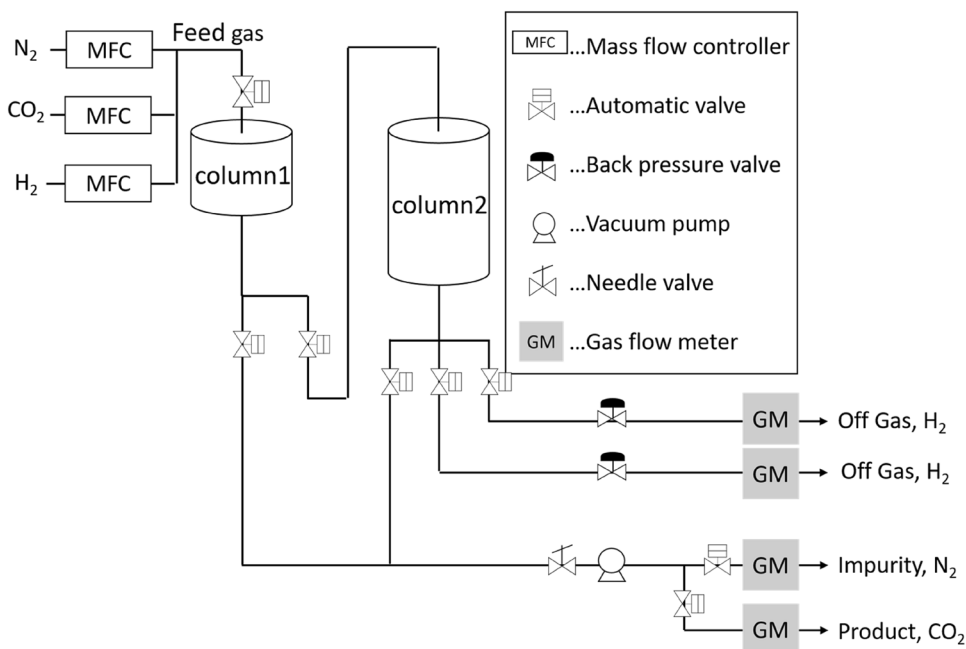 N₂
MFC
Feed gas
CO₂
MFC
H₂
MFC
column1
column2
MFC ...Mass flow controller
...Automatic valve
...Back pressure valve
...Vacuum pump
...Needle valve
GM ...Gas flow meter
GM Off Gas, H₂
GM Off Gas, H₂
GM Impurity, N₂
GM Product, CO₂